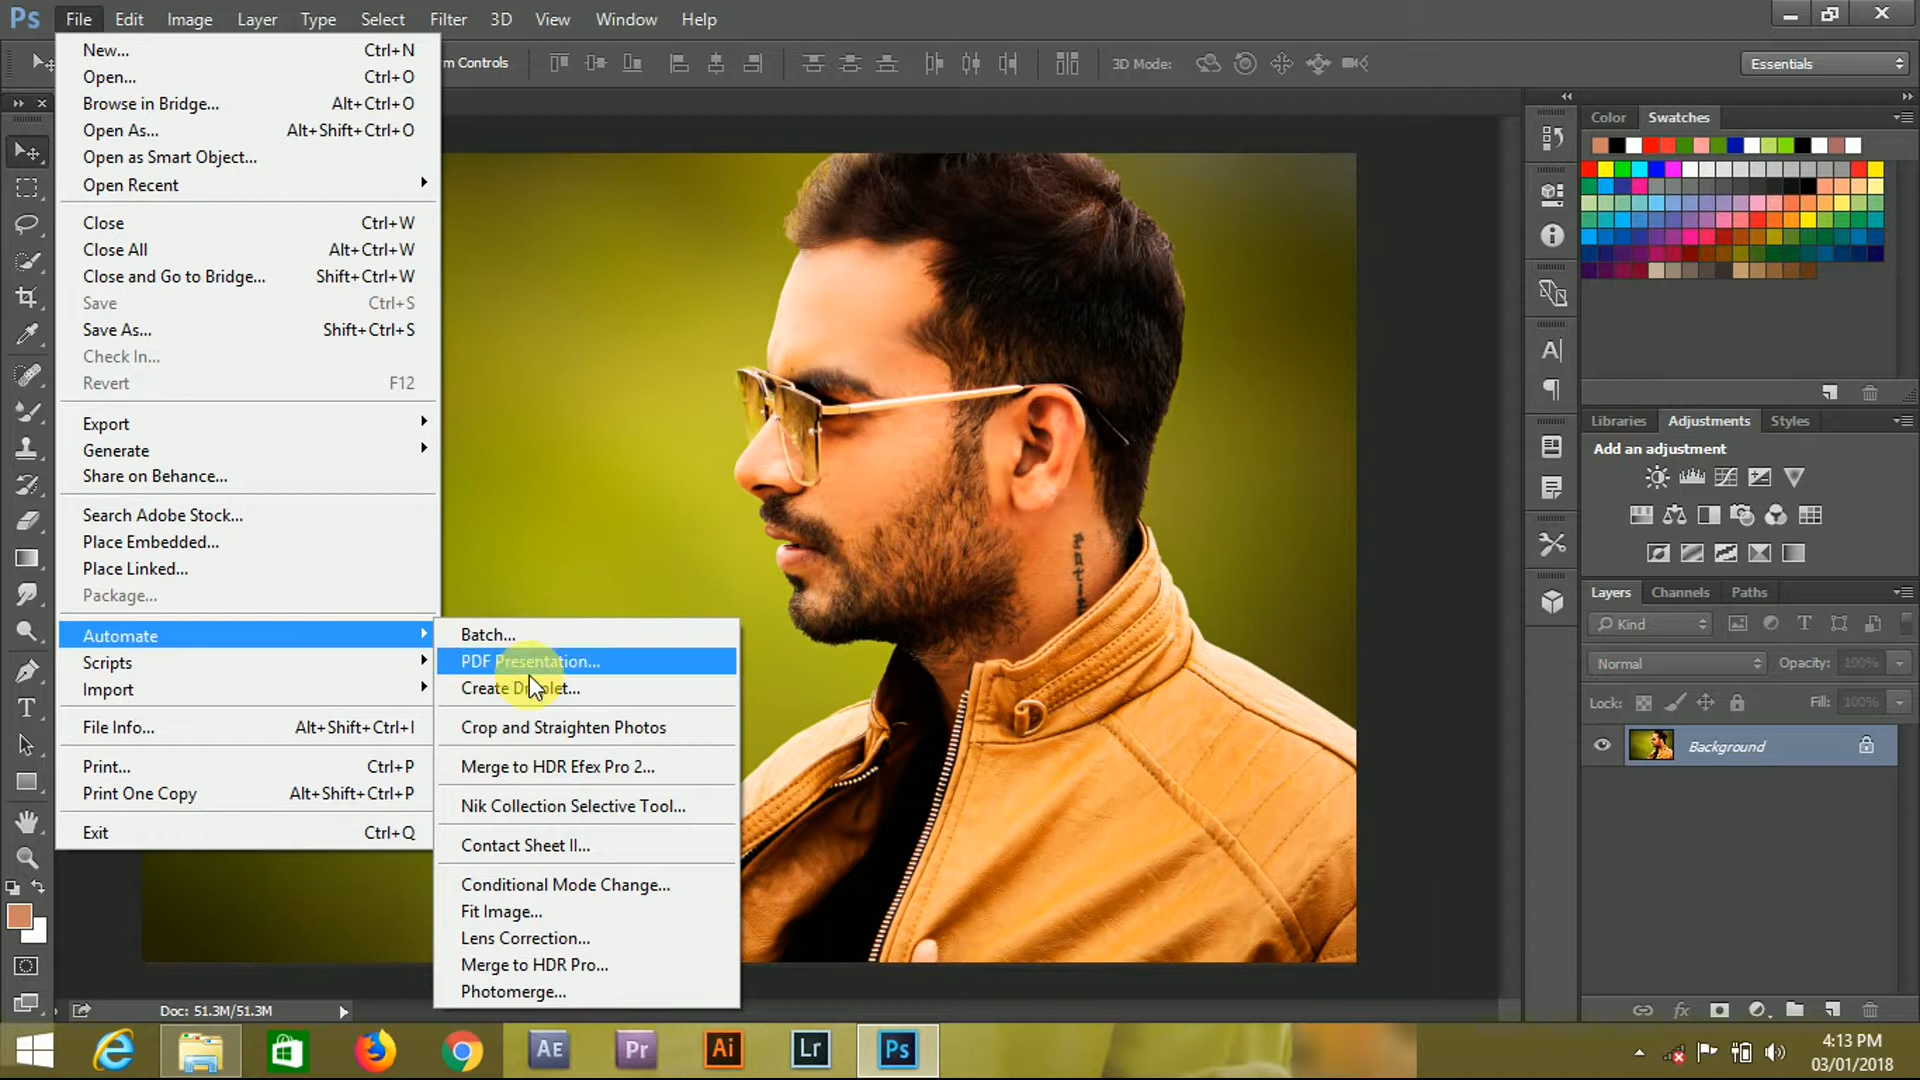 Ps File Edit Image Layer Type Select Filter 3D View Window Help
m Controls 3D Mode: Essentials
New... Ctrl+N
Open... Ctrl+O
Browse in Bridge... Alt+Ctrl+O
Open As... Alt+Shift+Ctrl+O
Open as Smart Object...
Open Recent
Close Ctrl+W
Close All Alt+Ctrl+W
Close and Go to Bridge... Shift+Ctrl+W
Save Ctrl+S
Save As... Shift+Ctrl+S
Check In...
Revert F12
Export
Generate
Share on Behance...
Search Adobe Stock...
Place Embedded...
Place Linked...
Package...
Automate
Scripts
Import
File Info... Alt+Shift+Ctrl+I
Print... Ctrl+P
Print One Copy Alt+Shift+Ctrl+P
Exit Ctrl+Q
Batch...
PDF Presentation...
Create Droplet...
Crop and Straighten Photos
Merge to HDR Efex Pro 2...
Nik Collection Selective Tool...
Contact Sheet II...
Conditional Mode Change...
Fit Image...
Lens Correction...
Merge to HDR Pro...
Photomerge...
Color Swatches
Libraries Adjustments Styles
Add an adjustment
Layers Channels Paths
Kind
Normal Opacity: 100%
Lock: Fill: 100%
Background
Doc: 51.3M/51.3M
AE Pr Ai Lr Ps
4:13 PM
03/01/2018